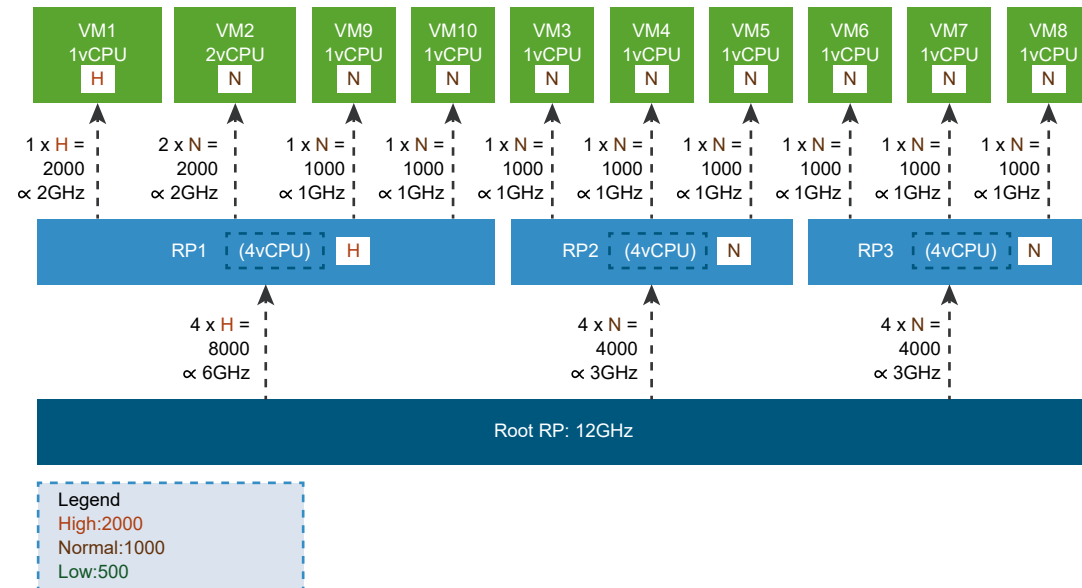 VM1
1vCPU
H
VM2
2vCPU
N
VM9
1vCPU
N
VM10
1vCPU
N
VM3
1vCPU
N
VM4
1vCPU
N
VM5
1vCPU
N
VM6
1vCPU
N
VM7
1vCPU
N
VM8
1vCPU
N
1 x H =
2000
∝ 2GHz
2 x N =
2000
∝ 2GHz
1 x N =
1000
∝ 1GHz
1 x N =
1000
∝ 1GHz
1 x N =
1000
∝ 1GHz
1 x N =
1000
∝ 1GHz
1 x N =
1000
∝ 1GHz
1 x N =
1000
∝ 1GHz
1 x N =
1000
∝ 1GHz
1 x N =
1000
∝ 1GHz
RP1 (4vCPU) H
RP2 (4vCPU) N
RP3 (4vCPU) N
4 x H =
8000
∝ 6GHz
4 x N =
4000
∝ 3GHz
4 x N =
4000
∝ 3GHz
Root RP: 12GHz
Legend
High:2000
Normal:1000
Low:500